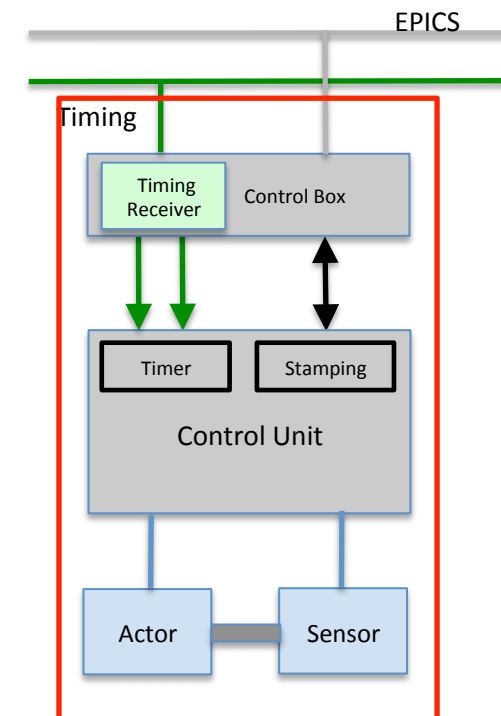 EPICS
Timing
Timing
Receiver
Control Box
Timer
Stamping
Control Unit
Actor
Sensor